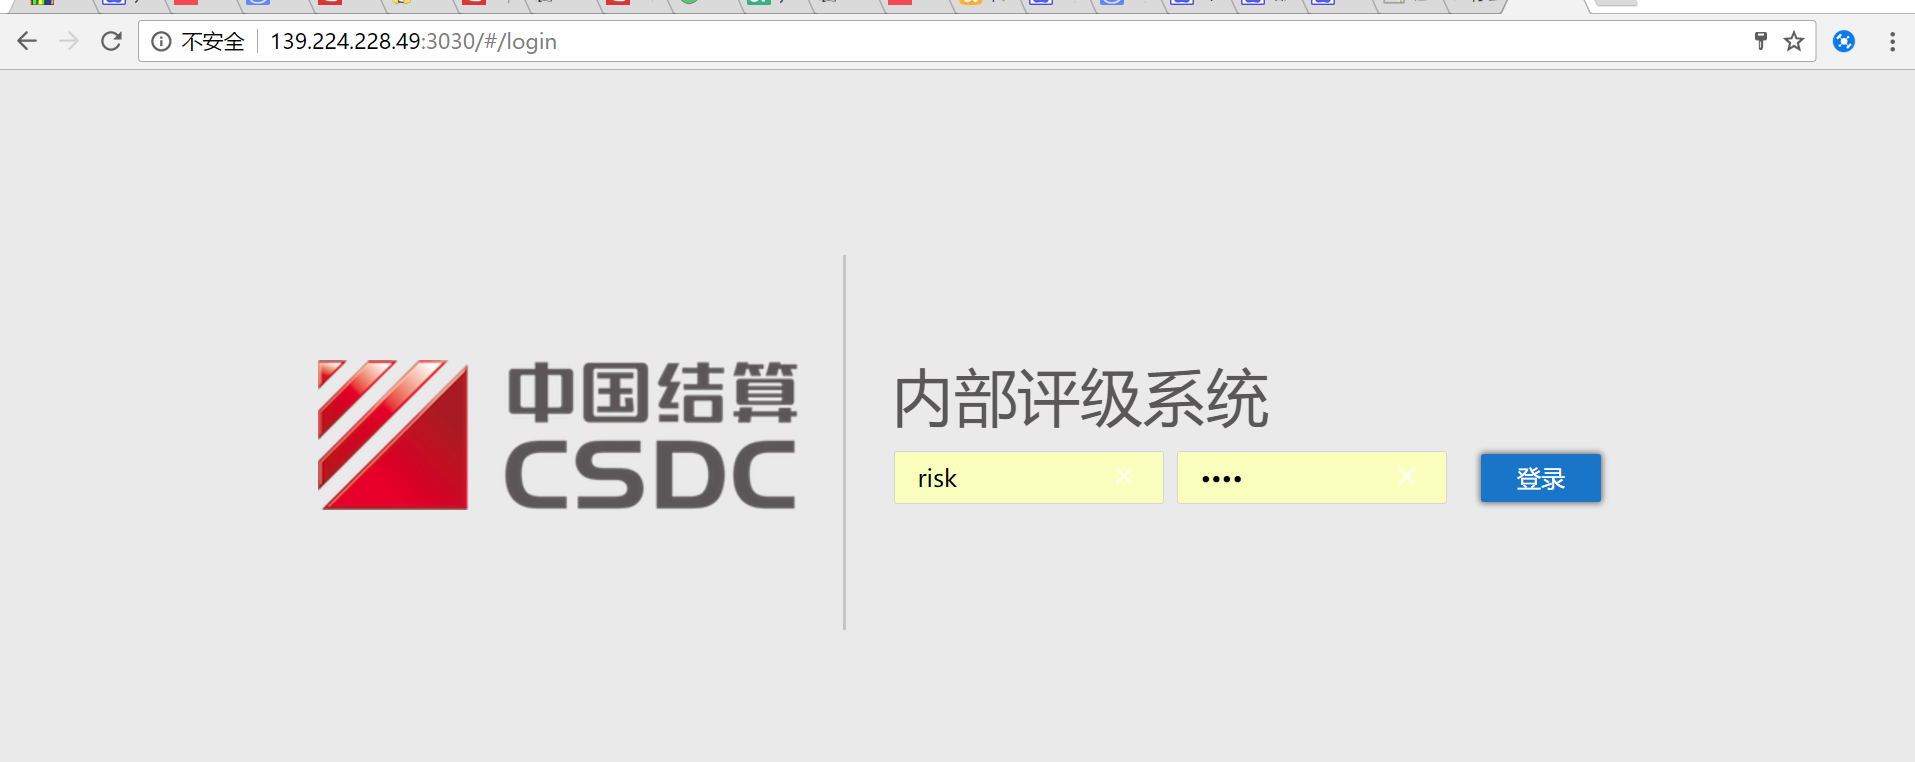 不安全 139.224.228.49:3030/#/login
中国结算
CSDC
内部评级系统
risk
••••
登录